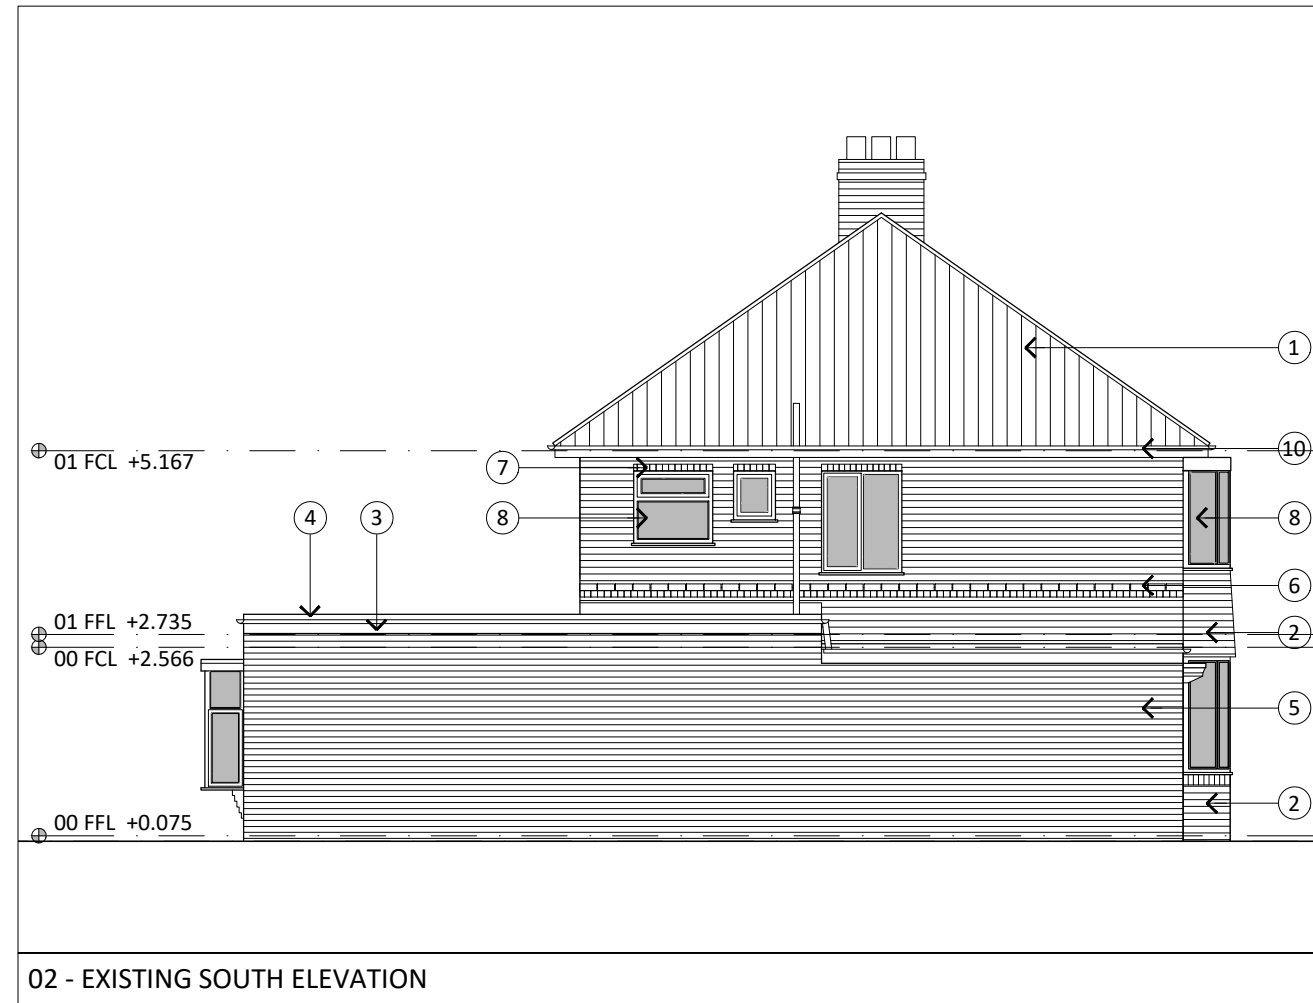 1
01 FCL +5.167
10
7
4
3
8
8
6
01 FFL +2.735
2
00 FCL +2.566
5
2
00 FFL +0.075
02 - EXISTING SOUTH ELEVATION